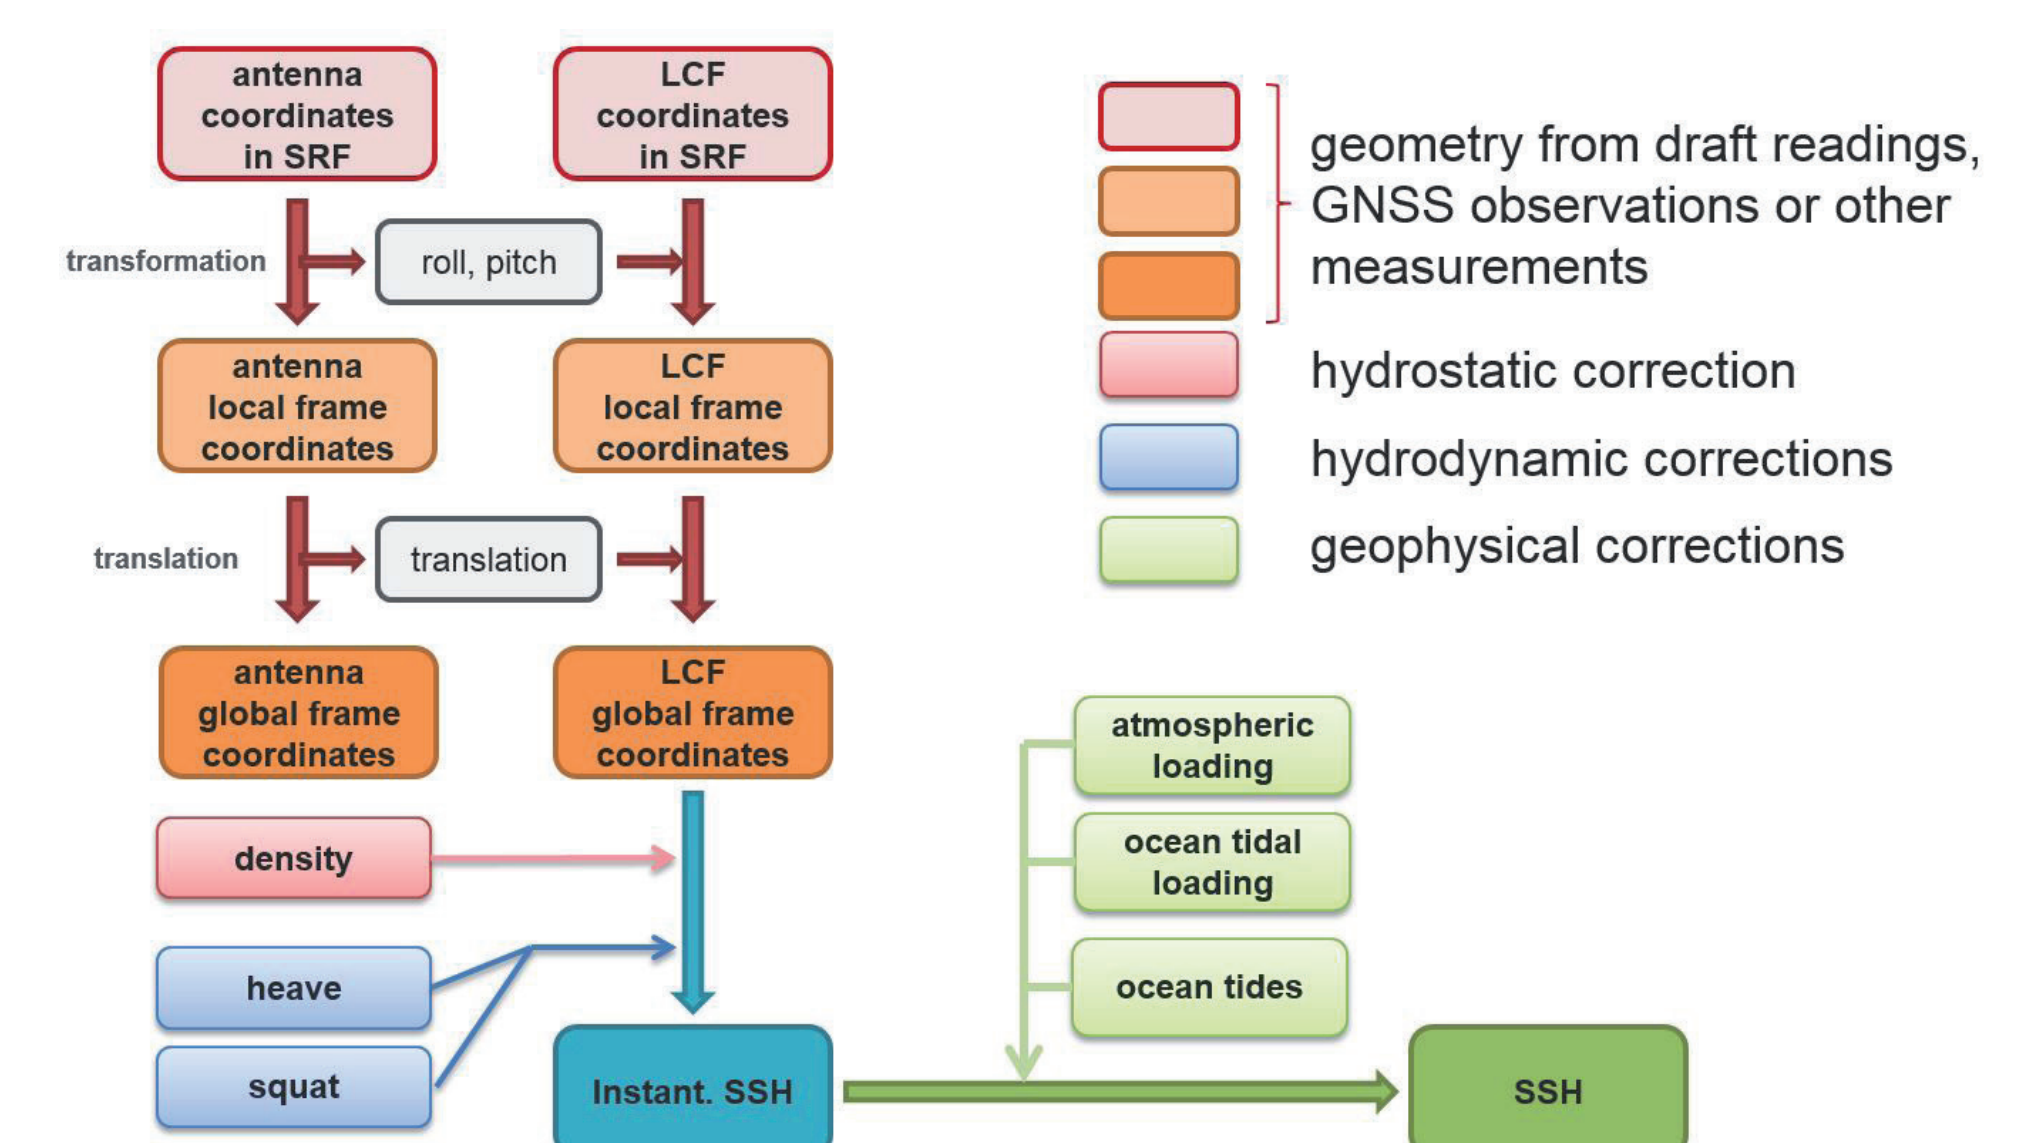 antenna
coordinates
in SRF
LCF
coordinates
in SRF
transformation
roll, pitch
antenna
local frame
coordinates
LCF
local frame
coordinates
translation
translation
antenna
global frame
coordinates
LCF
global frame
coordinates
density
heave
squat
Instant. SSH
geometry from draft readings,
GNSS observations or other
measurements
hydrostatic correction
hydrodynamic corrections
geophysical corrections
atmospheric
loading
ocean tidal
loading
ocean tides
SSH